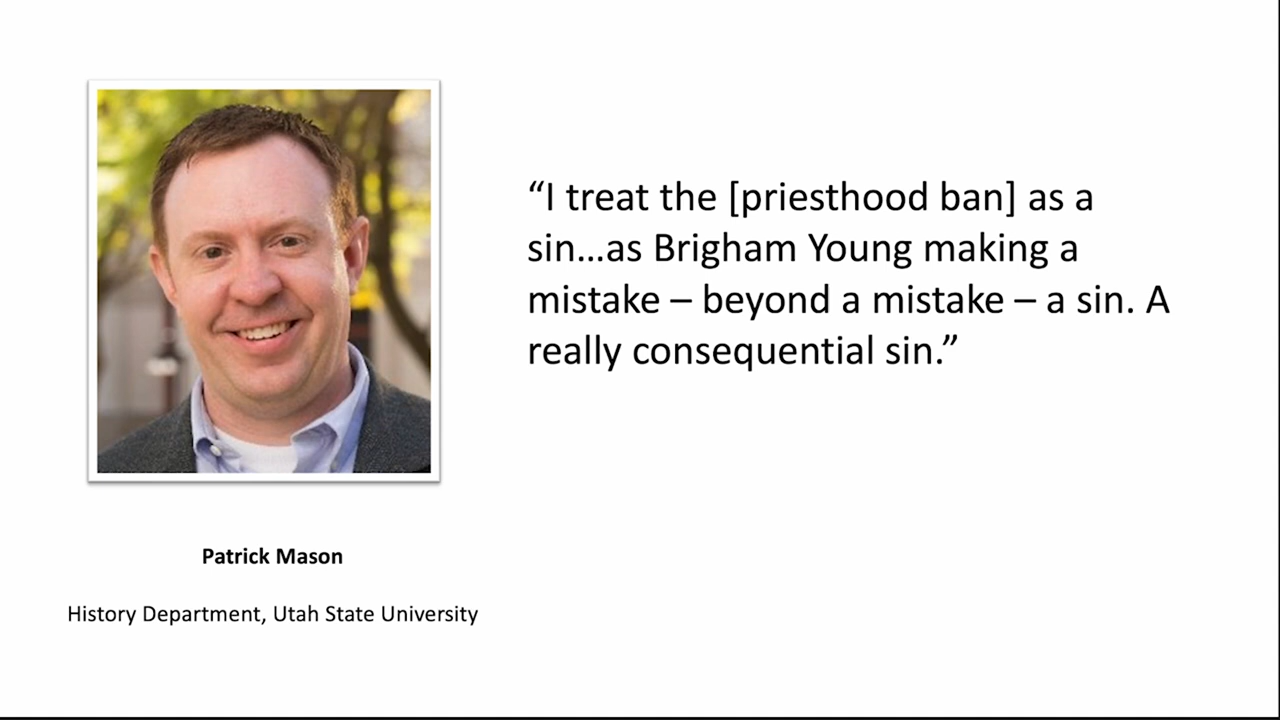 “I treat the [priesthood ban] as a
sin…as Brigham Young making a
mistake – beyond a mistake – a sin. A
really consequential sin.”
Patrick Mason
History Department, Utah State University